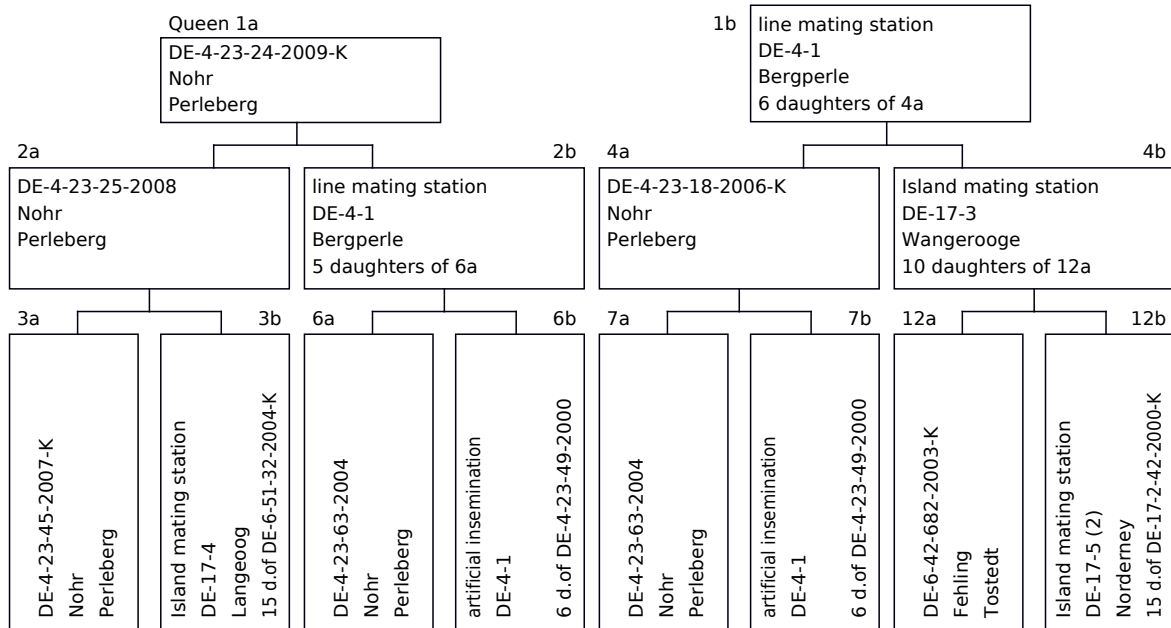 Queen 1a
DE-4-23-24-2009-K
Nohr
Perleberg
1b
line mating station
DE-4-1
Bergperle
6 daughters of 4a
2a
DE-4-23-25-2008
Nohr
Perleberg
2b
line mating station
DE-4-1
Bergperle
5 daughters of 6a
4a
DE-4-23-18-2006-K
Nohr
Perleberg
4b
Island mating station
DE-17-3
Wangerooge
10 daughters of 12a
3a
DE-4-23-45-2007-K
Nohr
Perleberg
3b
Island mating station
DE-17-4
Langeoog
15 d.of DE-6-51-32-2004-K
6a
DE-4-23-63-2004
Nohr
Perleberg
6b
artificial insemination
DE-4-1
6 d.of DE-4-23-49-2000
7a
DE-4-23-63-2004
Nohr
Perleberg
7b
artificial insemination
DE-4-1
6 d.of DE-4-23-49-2000
12a
DE-6-42-682-2003-K
Fehling
Tostedt
12b
Island mating station
DE-17-5 (2)
Norderney
15 d.of DE-17-2-42-2000-K